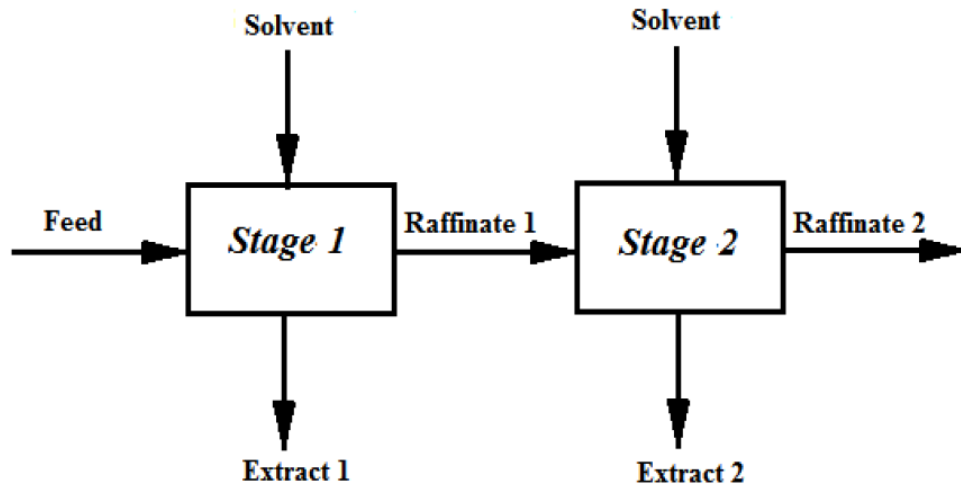 Solvent
Solvent
Feed
Stage 1
Raffinate 1
Stage 2
Raffinate 2
Extract 1
Extract 2